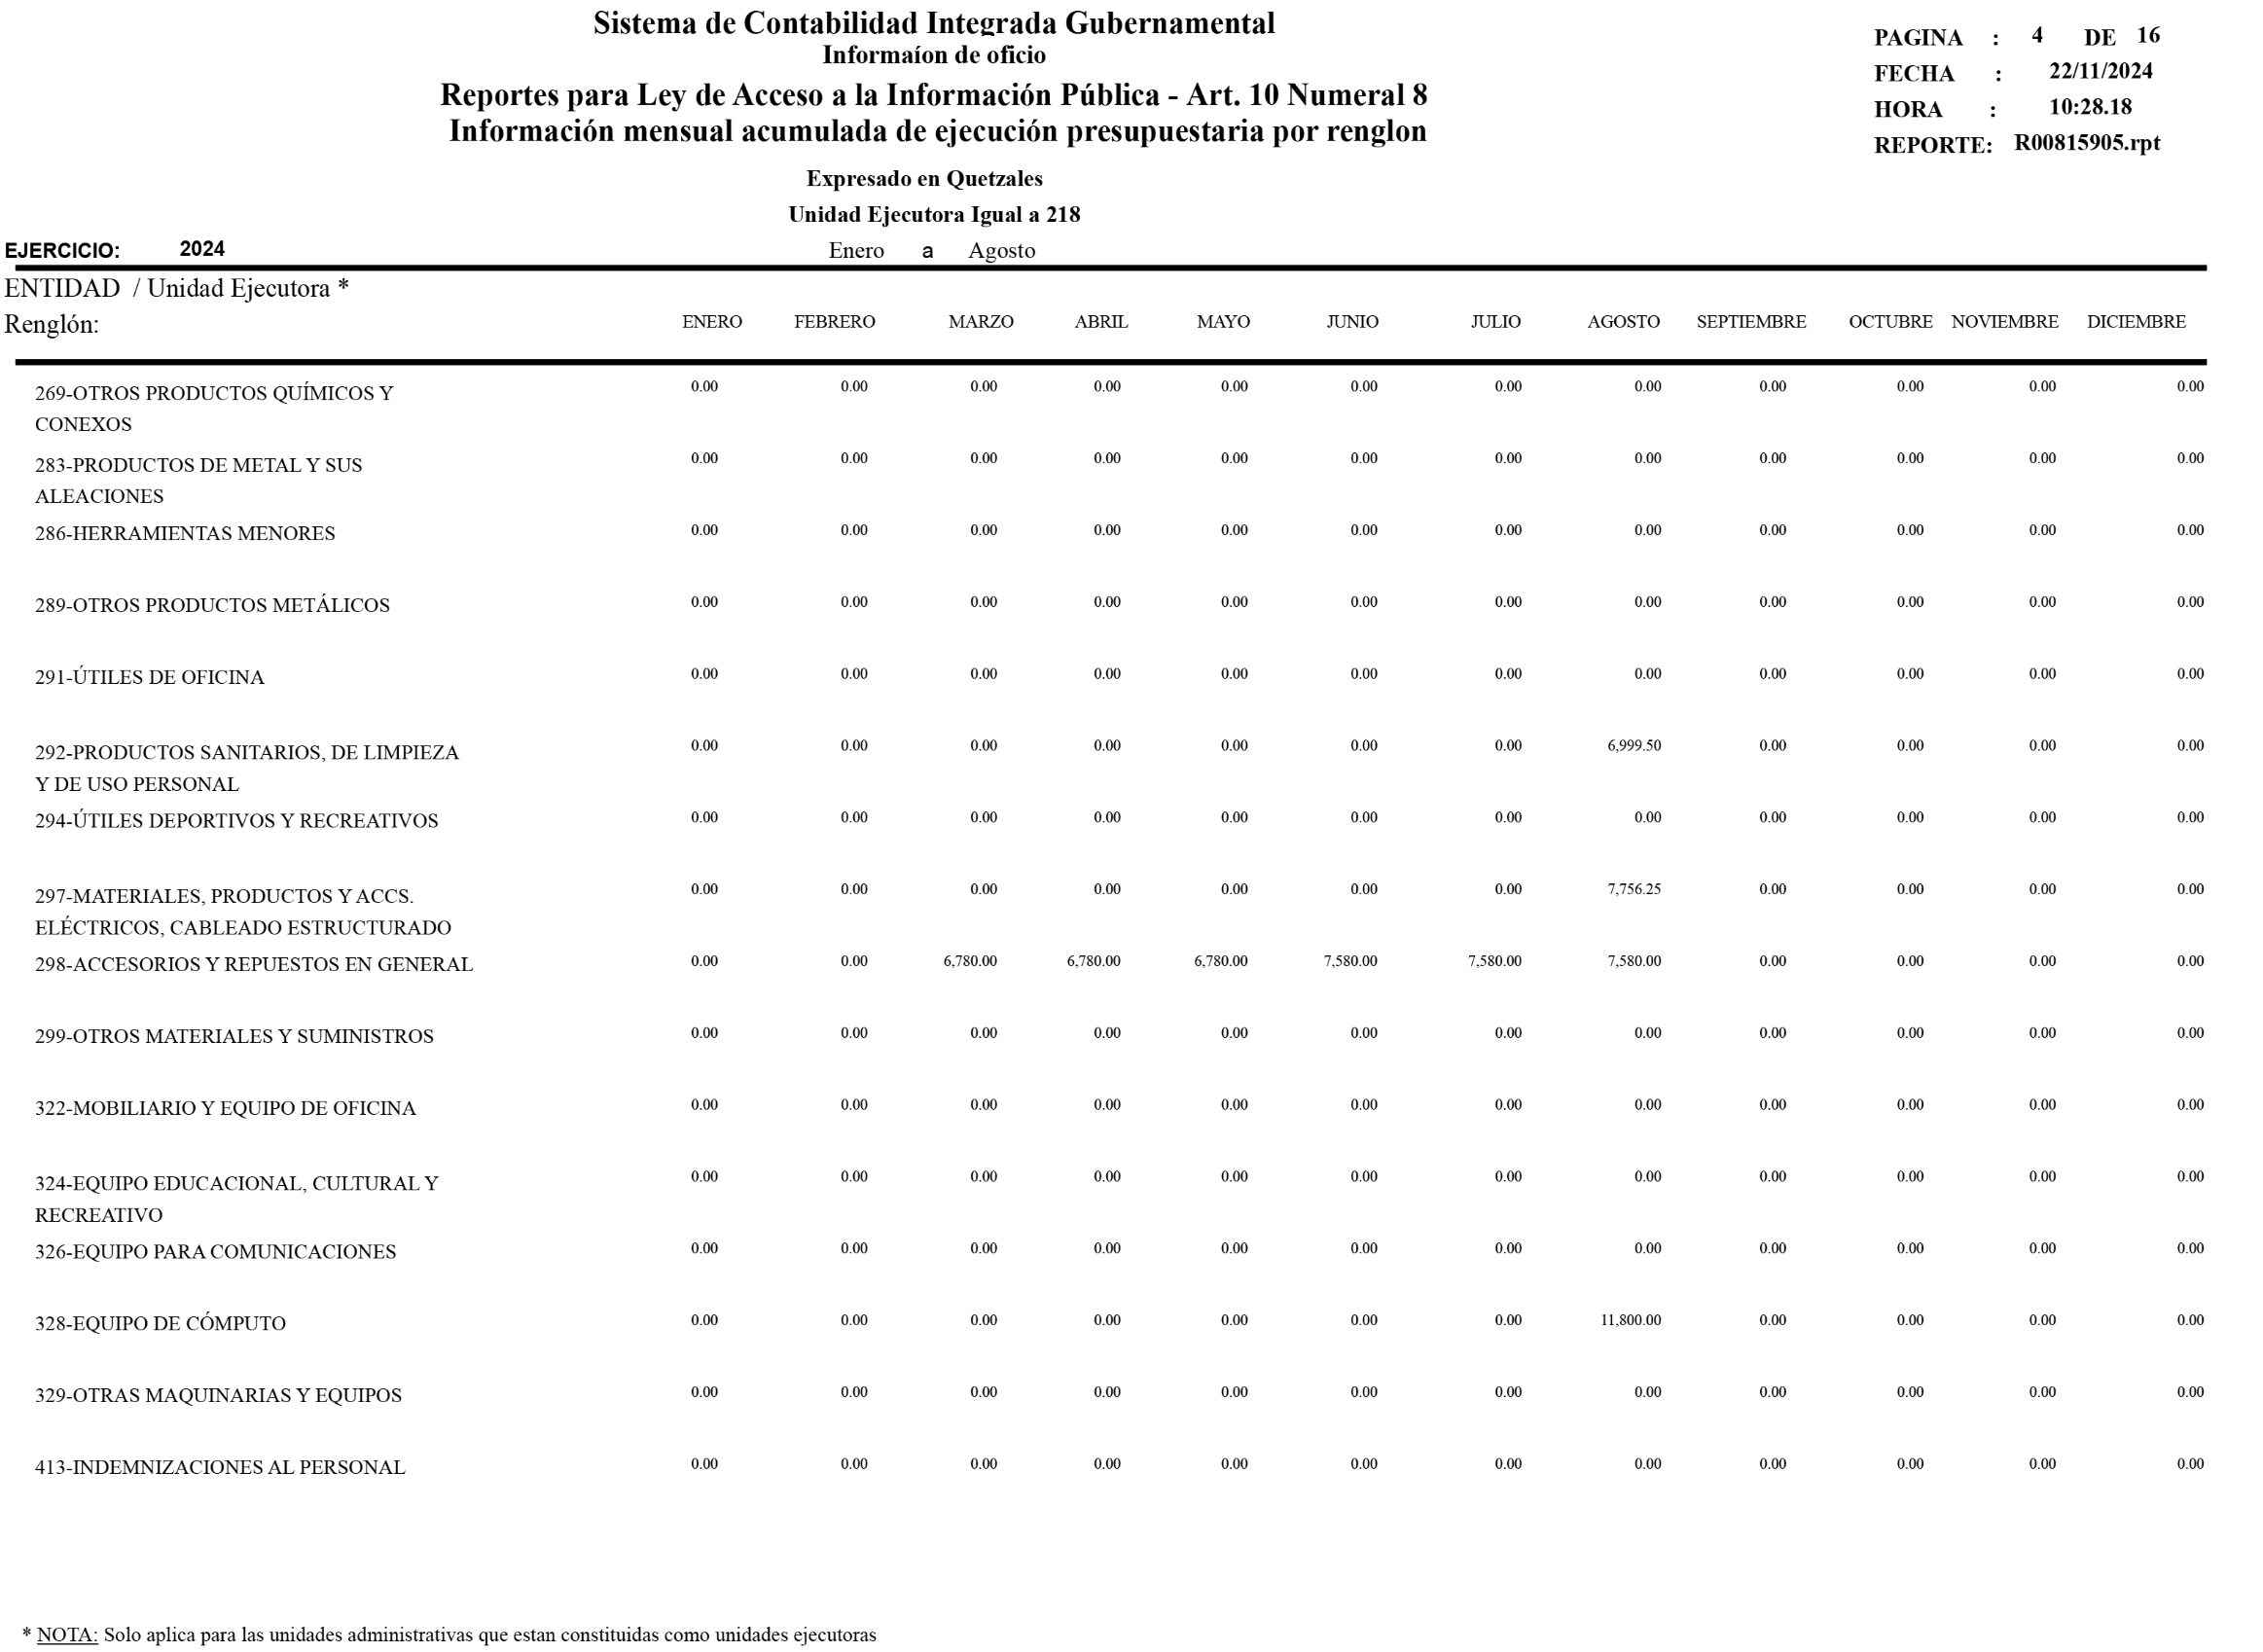 Sistema de Contabilidad Integrada Gubernamental
Informaíon de oficio
Reportes para Ley de Acceso a la Información Pública - Art. 10 Numeral 8
Información mensual acumulada de ejecución presupuestaria por renglon
PAGINA : 4 DE 16
FECHA : 22/11/2024
HORA : 10:28.18
REPORTE: R00815905.rpt
Expresado en Quetzales
Unidad Ejecutora Igual a 218
EJERCICIO: 2024 Enero a Agosto
ENTIDAD / Unidad Ejecutora *
Renglón: ENERO FEBRERO MARZO ABRIL MAYO JUNIO JULIO AGOSTO SEPTIEMBRE OCTUBRE NOVIEMBRE DICIEMBRE
269-OTROS PRODUCTOS QUÍMICOS Y 0.00 0.00 0.00 0.00 0.00 0.00 0.00 0.00 0.00 0.00 0.00 0.00
CONEXOS
283-PRODUCTOS DE METAL Y SUS 0.00 0.00 0.00 0.00 0.00 0.00 0.00 0.00 0.00 0.00 0.00 0.00
ALEACIONES
286-HERRAMIENTAS MENORES 0.00 0.00 0.00 0.00 0.00 0.00 0.00 0.00 0.00 0.00 0.00 0.00
289-OTROS PRODUCTOS METÁLICOS 0.00 0.00 0.00 0.00 0.00 0.00 0.00 0.00 0.00 0.00 0.00 0.00
291-ÚTILES DE OFICINA 0.00 0.00 0.00 0.00 0.00 0.00 0.00 0.00 0.00 0.00 0.00 0.00
292-PRODUCTOS SANITARIOS, DE LIMPIEZA 0.00 0.00 0.00 0.00 0.00 0.00 0.00 6,999.50 0.00 0.00 0.00 0.00
Y DE USO PERSONAL
294-ÚTILES DEPORTIVOS Y RECREATIVOS 0.00 0.00 0.00 0.00 0.00 0.00 0.00 0.00 0.00 0.00 0.00 0.00
297-MATERIALES, PRODUCTOS Y ACCS. 0.00 0.00 0.00 0.00 0.00 0.00 0.00 7,756.25 0.00 0.00 0.00 0.00
ELÉCTRICOS, CABLEADO ESTRUCTURADO
298-ACCESORIOS Y REPUESTOS EN GENERAL 0.00 0.00 6,780.00 6,780.00 6,780.00 7,580.00 7,580.00 7,580.00 0.00 0.00 0.00 0.00
299-OTROS MATERIALES Y SUMINISTROS 0.00 0.00 0.00 0.00 0.00 0.00 0.00 0.00 0.00 0.00 0.00 0.00
322-MOBILIARIO Y EQUIPO DE OFICINA 0.00 0.00 0.00 0.00 0.00 0.00 0.00 0.00 0.00 0.00 0.00 0.00
324-EQUIPO EDUCACIONAL, CULTURAL Y 0.00 0.00 0.00 0.00 0.00 0.00 0.00 0.00 0.00 0.00 0.00 0.00
RECREATIVO
326-EQUIPO PARA COMUNICACIONES 0.00 0.00 0.00 0.00 0.00 0.00 0.00 0.00 0.00 0.00 0.00 0.00
328-EQUIPO DE CÓMPUTO 0.00 0.00 0.00 0.00 0.00 0.00 0.00 11,800.00 0.00 0.00 0.00 0.00
329-OTRAS MAQUINARIAS Y EQUIPOS 0.00 0.00 0.00 0.00 0.00 0.00 0.00 0.00 0.00 0.00 0.00 0.00
413-INDEMNIZACIONES AL PERSONAL 0.00 0.00 0.00 0.00 0.00 0.00 0.00 0.00 0.00 0.00 0.00 0.00
* NOTA: Solo aplica para las unidades administrativas que estan constituidas como unidades ejecutoras